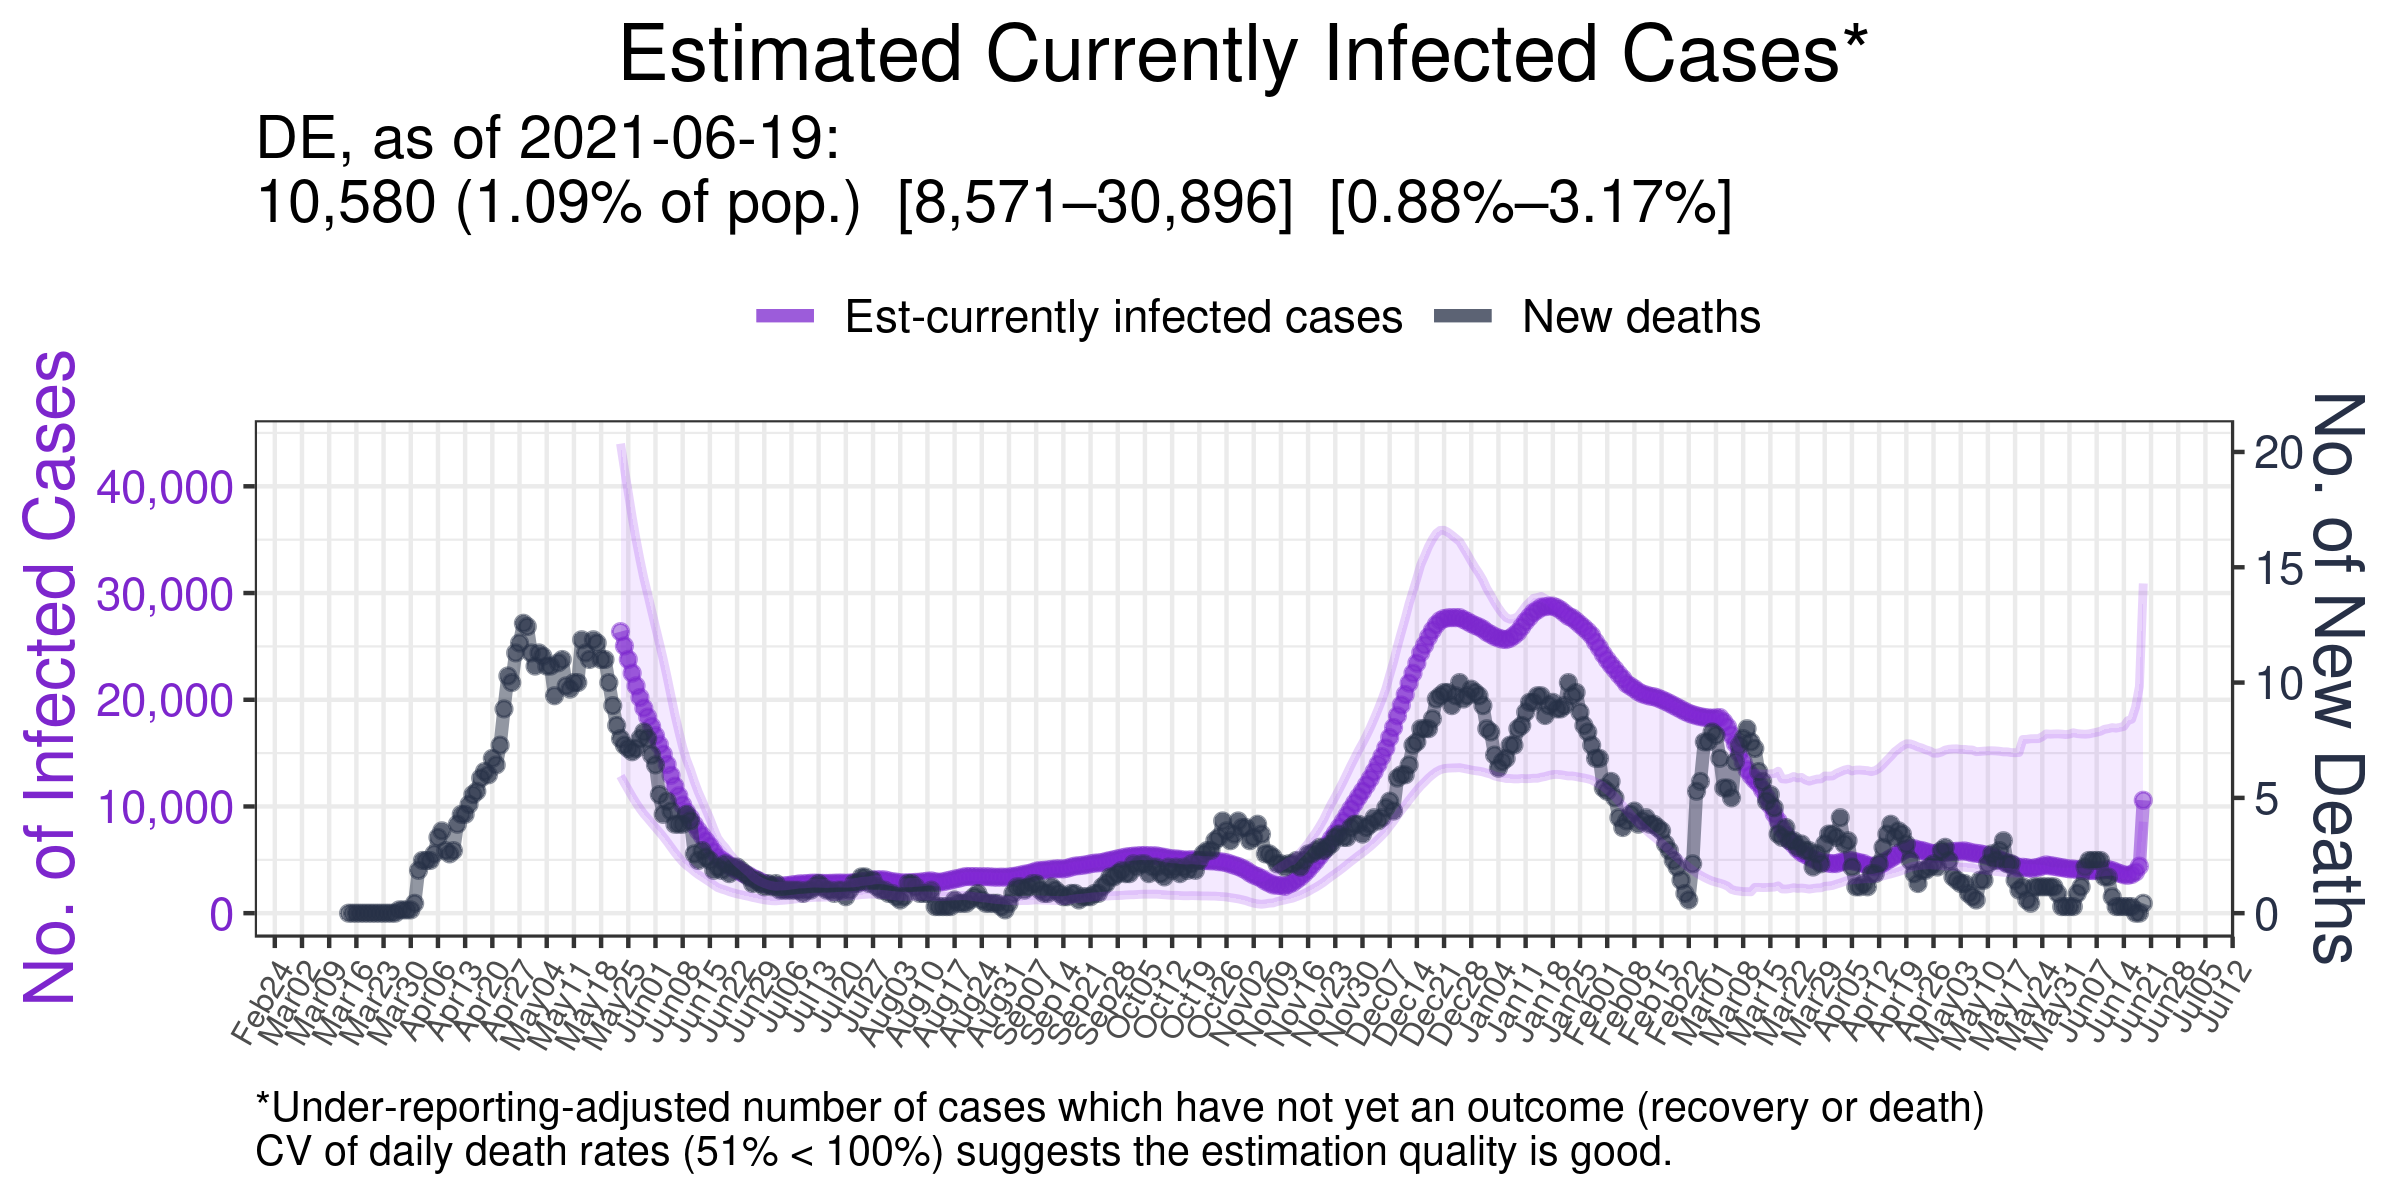 Estimated Currently Infected Cases*
DE, as of 2021-06-19:
10,580 (1.09% of pop.) [8,571–30,896] [0.88%–3.17%]
Est-currently infected cases
New deaths
No. of Infected Cases
40,000
30,000
20,000
10,000
0
20
15
10
5
0
No. of New Deaths
Feb24
Mar02
Mar09
Mar16
Mar23
Mar30
Apr06
Apr13
Apr20
Apr27
May04
May11
May18
May25
Jun01
Jun08
Jun15
Jun22
Jun29
Jul06
Jul13
Jul20
Jul27
Aug03
Aug10
Aug17
Aug24
Aug31
Sep07
Sep14
Sep21
Sep28
Oct05
Oct12
Oct19
Oct26
Nov02
Nov09
Nov16
Nov23
Nov30
Dec07
Dec14
Dec21
Dec28
Jan04
Jan11
Jan18
Jan25
Feb01
Feb08
Feb15
Feb22
Mar01
Mar08
Mar15
Mar22
Mar29
Apr05
Apr12
Apr19
Apr26
May03
May10
May17
May24
May31
Jun07
Jun14
Jun21
Jun28
Jul05
Jul12
*Under-reporting-adjusted number of cases which have not yet an outcome (recovery or death)
CV of daily death rates (51% < 100%) suggests the estimation quality is good.